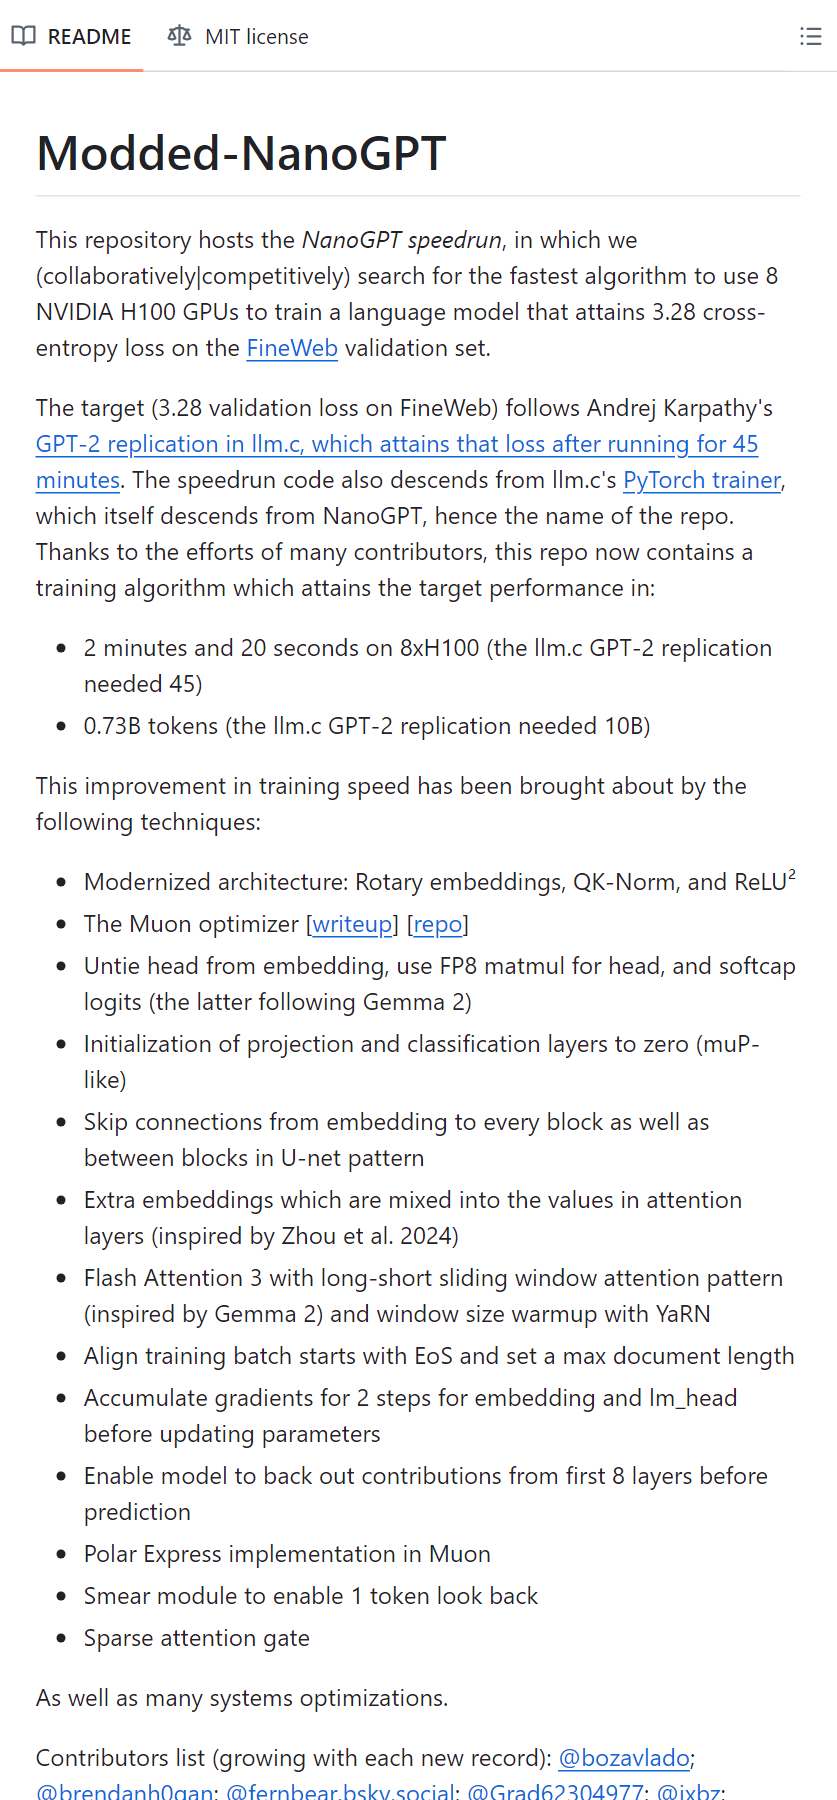 README
MIT license
Modded-NanoGPT
This repository hosts the NanoGPT speedrun, in which we
(collaboratively|competitively) search for the fastest algorithm to use 8
NVIDIA H100 GPUs to train a language model that attains 3.28 cross-
entropy loss on the FineWeb validation set.
The target (3.28 validation loss on FineWeb) follows Andrej Karpathy's
GPT-2 replication in llm.c, which attains that loss after running for 45
minutes. The speedrun code also descends from llm.c's PyTorch trainer,
which itself descends from NanoGPT, hence the name of the repo.
Thanks to the efforts of many contributors, this repo now contains a
training algorithm which attains the target performance in:
• 2 minutes and 20 seconds on 8xH100 (the llm.c GPT-2 replication
needed 45)
• 0.73B tokens (the llm.c GPT-2 replication needed 10B)
This improvement in training speed has been brought about by the
following techniques:
• Modernized architecture: Rotary embeddings, QK-Norm, and ReLU²
• The Muon optimizer [writeup] [repo]
• Untie head from embedding, use FP8 matmul for head, and softcap
logits (the latter following Gemma 2)
• Initialization of projection and classification layers to zero (muP-
like)
• Skip connections from embedding to every block as well as
between blocks in U-net pattern
• Extra embeddings which are mixed into the values in attention
layers (inspired by Zhou et al. 2024)
• Flash Attention 3 with long-short sliding window attention pattern
(inspired by Gemma 2) and window size warmup with YaRN
• Align training batch starts with EoS and set a max document length
• Accumulate gradients for 2 steps for embedding and lm_head
before updating parameters
• Enable model to back out contributions from first 8 layers before
prediction
• Polar Express implementation in Muon
• Smear module to enable 1 token look back
• Sparse attention gate
As well as many systems optimizations.
Contributors list (growing with each new record): @bozavlado;
@brendanh0gan; @fernbear.bsky.social; @Grad62304977; @jxbz;